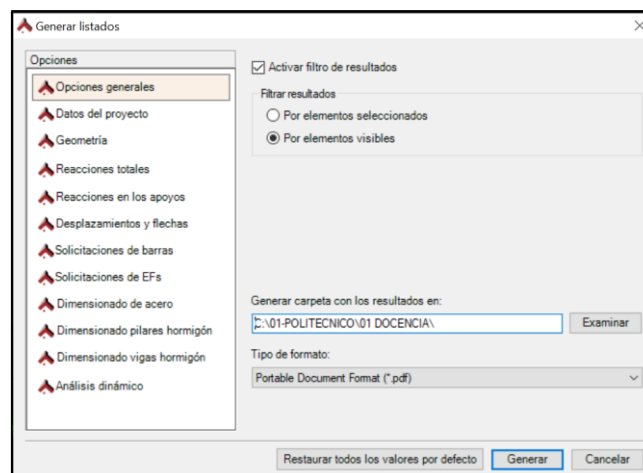 Generar listados
Opciones
Opciones generales
Datos del proyecto
Geometría
Reacciones totales
Reacciones en los apoyos
Desplazamientos y flechas
Solicitaciones de barras
Solicitaciones de EFs
Dimensionado de acero
Dimensionado pilares hormigón
Dimensionado vigas hormigón
Análisis dinámico
Activar filtro de resultados
Filtrar resultados
Por elementos seleccionados
Por elementos visibles
Generar carpeta con los resultados en:
C:\01-POLITECNICO\01 DOCENCIA\
Examinar
Tipo de formato:
Portable Document Format (*.pdf)
Restaurar todos los valores por defecto
Generar
Cancelar